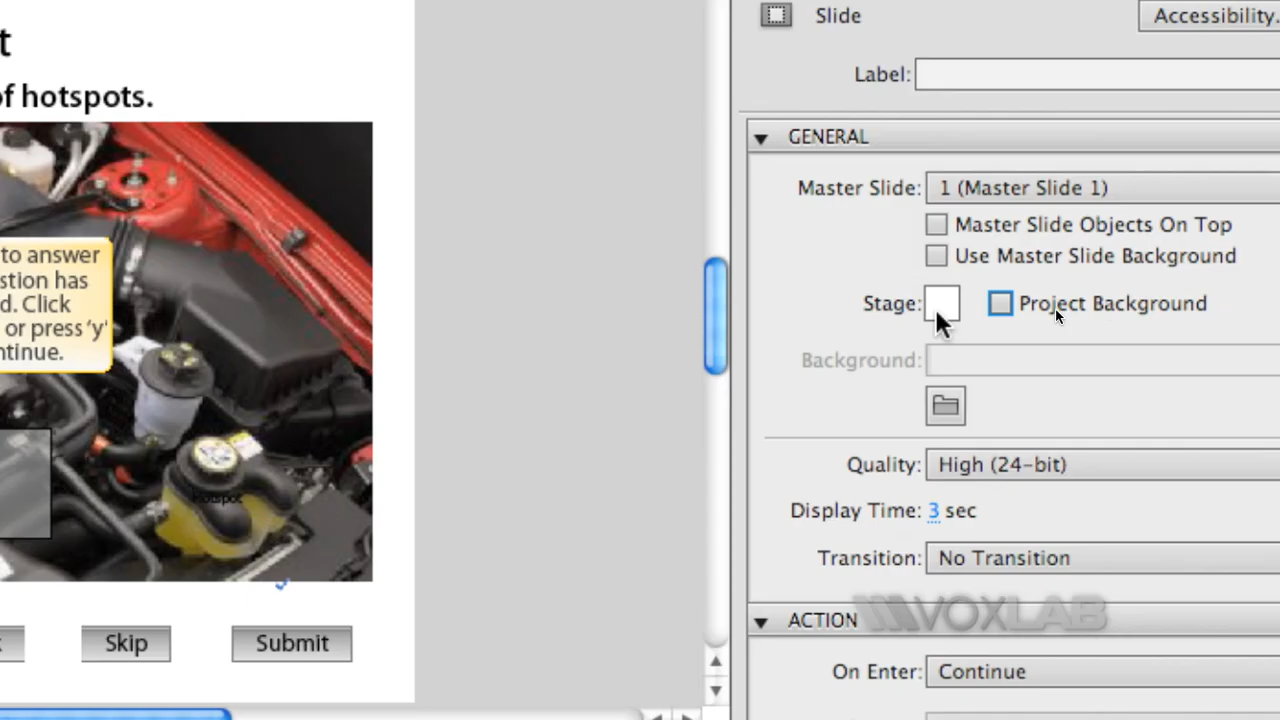 t
of hotspots.
to answer
stion has
d. Click
or press 'y'
ntinue.
Hotspot
Skip
Submit
Slide
Accessibility.
Label:
GENERAL
Master Slide: 1 (Master Slide 1)
Master Slide Objects On Top
Use Master Slide Background
Stage: Project Background
Background:
Quality: High (24-bit)
Display Time: 3 sec
Transition: No Transition
VOXLAB
ACTION
On Enter: Continue